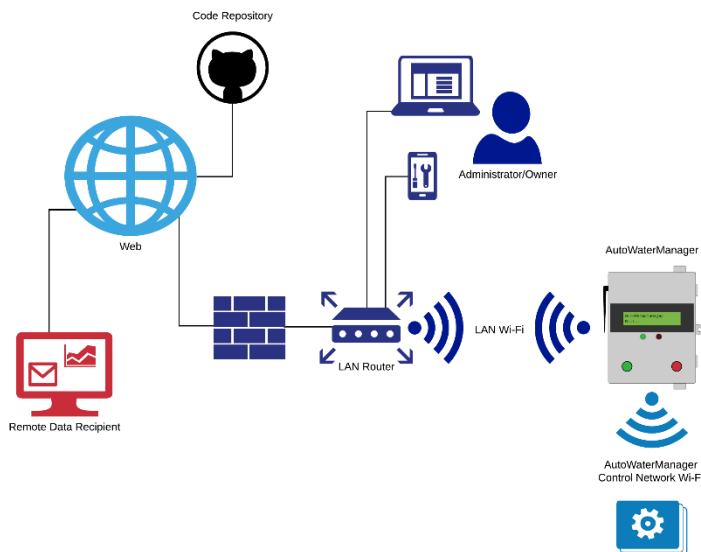 Code Repository
Administrator/Owner
Web
AutoWaterManager
LAN Wi-Fi
LAN Router
Remote Data Recipient
AutoWaterManager
Control Network Wi-F